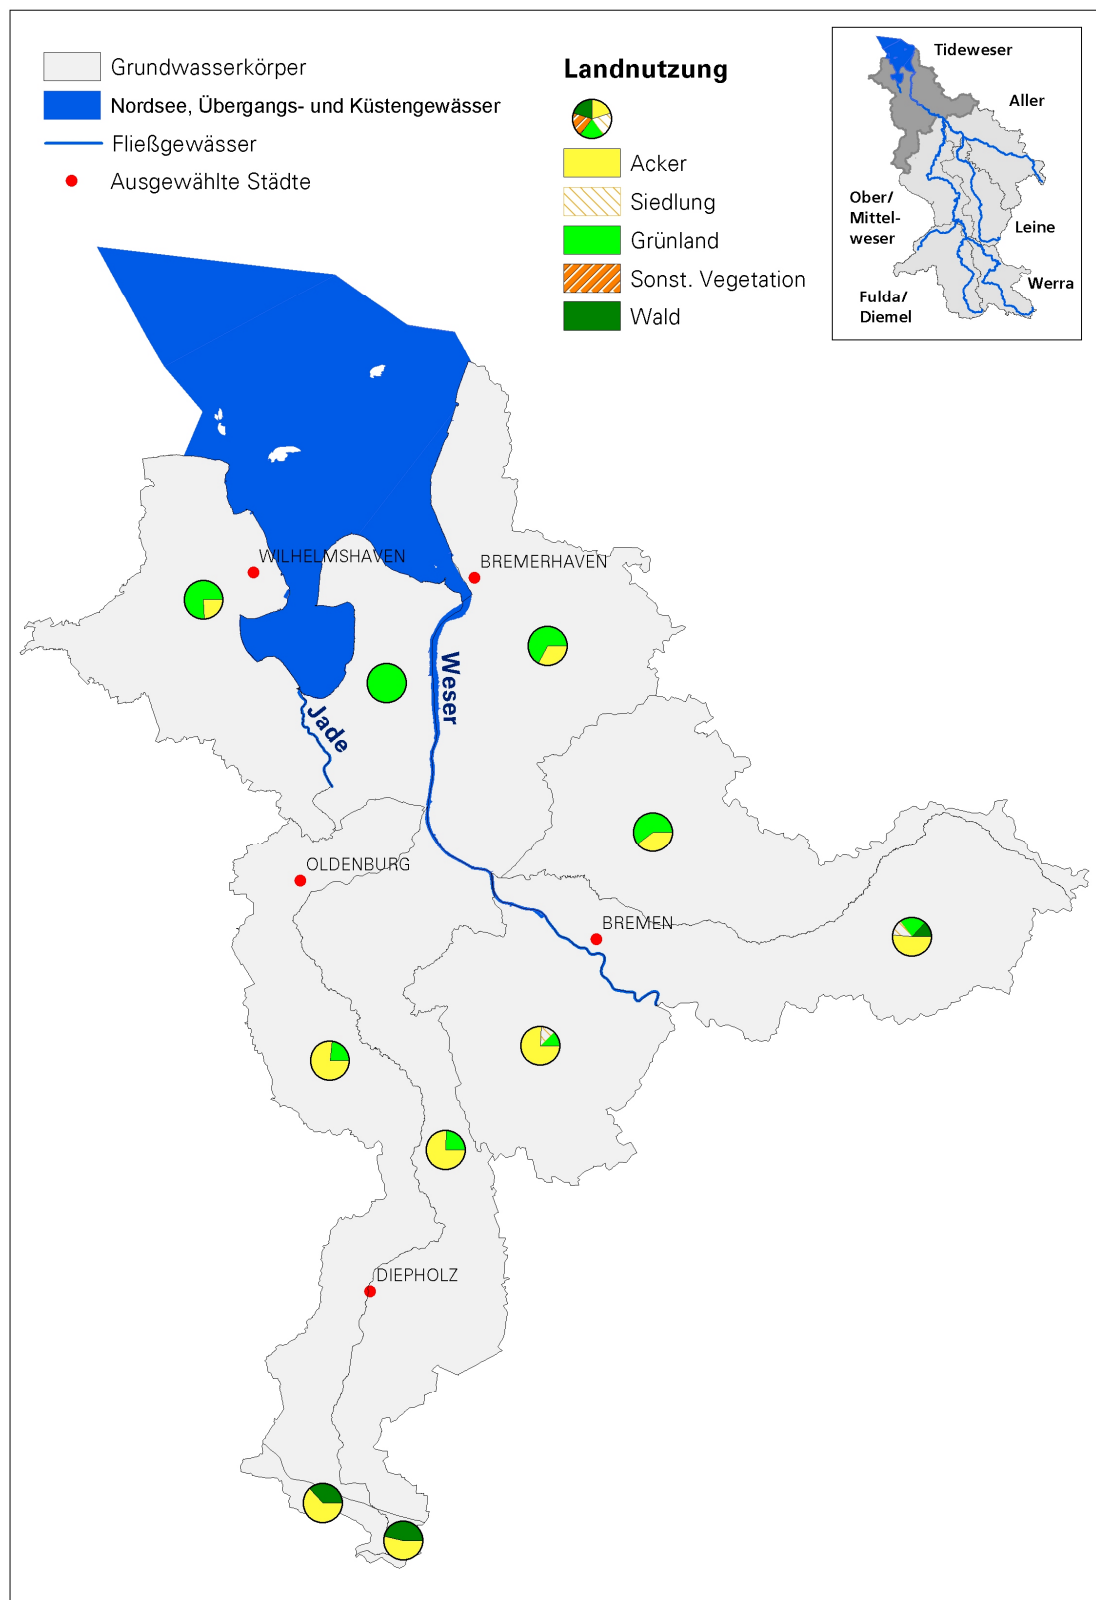 Grundwasserkörper
Nordsee, Übergangs- und Küstengewässer
Fließgewässer
Ausgewählte Städte
Landnutzung
Acker
Siedlung
Grünland
Sonst. Vegetation
Wald
Tideweser
Aller
Ober/
Mittel-
weser
Leine
Werra
Fulda/
Diemel
WILHELMSHAVEN
BREMERHAVEN
Weser
Jade
OLDENBURG
BREMEN
DIEPHOLZ